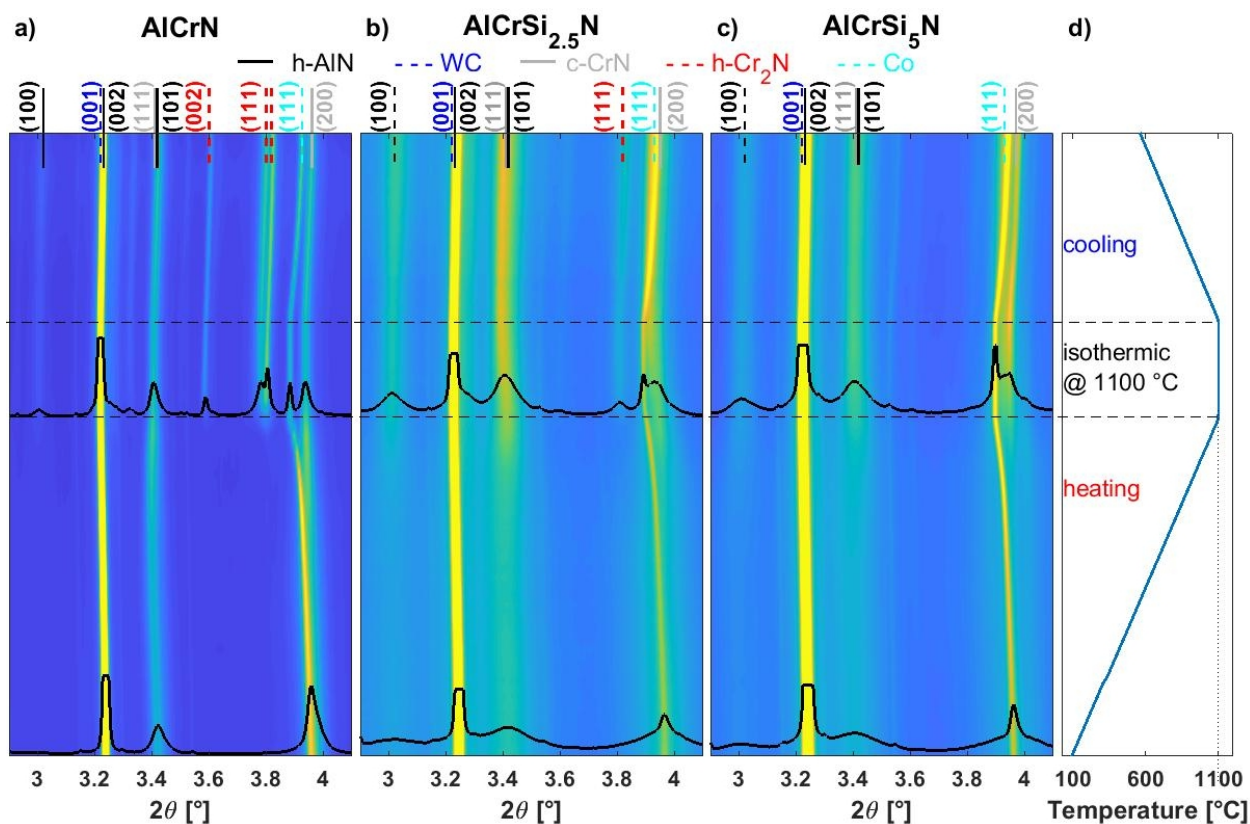 a) AlCrN b) AlCrSi2.5N c) AlCrSi5N d)
h-AlN WC c-CrN h-Cr2N Co
(100) (001) (002) (111) (101) (002) (111) (111) (200) (100) (001) (002) (111) (101) (111) (111) (200) (100) (001) (002) (111) (101) (111) (200)
cooling
isothermic
@ 1100 °C
heating
3 3.2 3.4 3.6 3.8 4 3 3.2 3.4 3.6 3.8 4 3 3.2 3.4 3.6 3.8 4 100 600 1100
2θ [°] 2θ [°] 2θ [°] Temperature [°C]